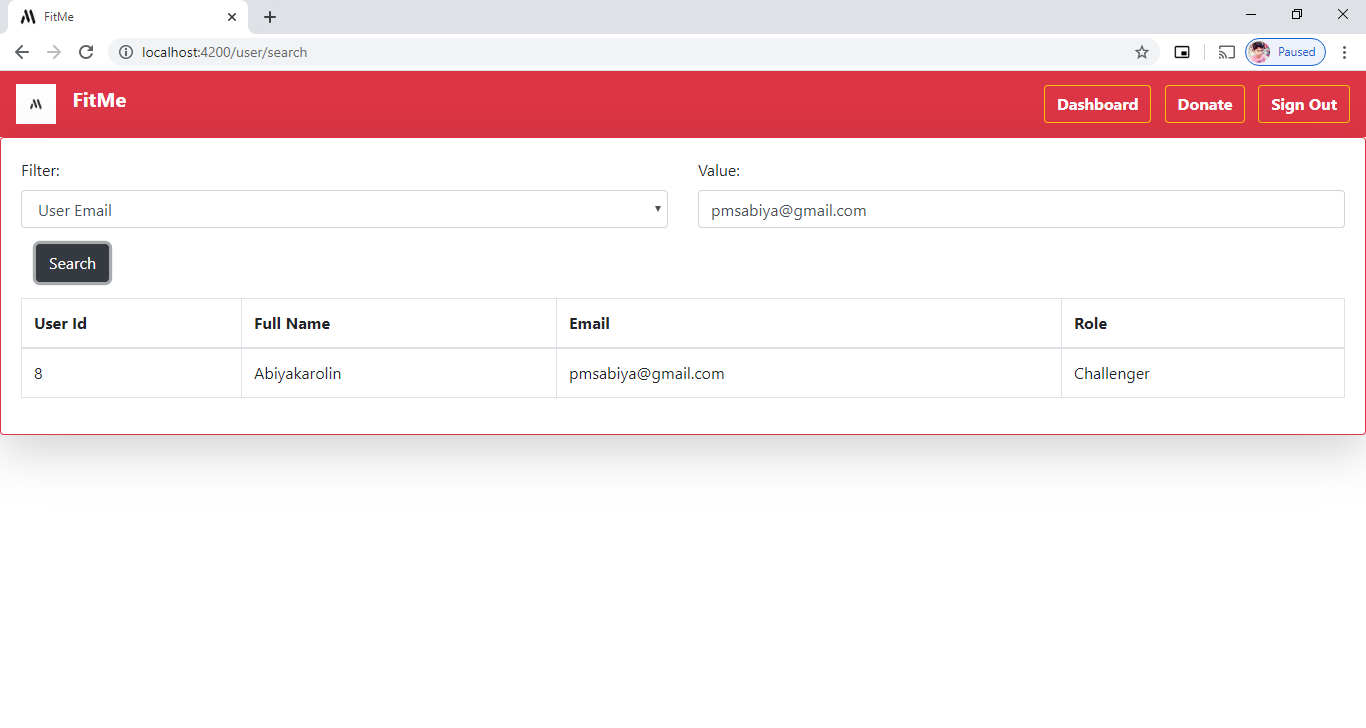 FitMe
localhost:4200/user/search
Paused
FitMe
Dashboard Donate Sign Out
Filter: Value:
User Email pmsabiya@gmail.com
Search
User Id Full Name Email Role
8 Abiyakarolin pmsabiya@gmail.com Challenger